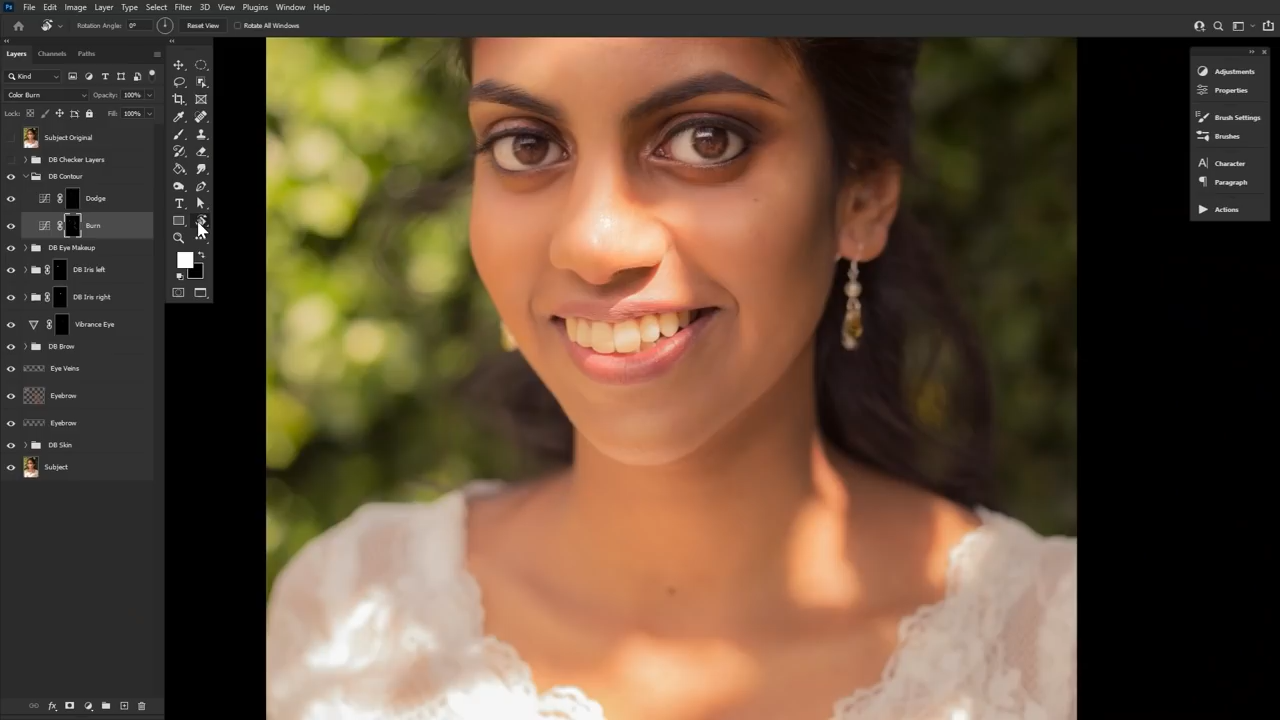 Ps File Edit Image Layer Type Select Filter 3D View Plugins Window Help
Rotation Angle: 0° Reset View Rotate All Windows
Layers Channels Paths
Kind
Color Burn Opacity: 100%
Lock: Fill: 100%
Subject Original
DB Checker Layers
DB Contour
Dodge
Burn
DB Eye Makeup
DB Iris left
DB Iris right
Vibrance Eye
DB Brow
Eye Veins
Eyebrow
Eyebrow
DB Skin
Subject
fx
T
Adjustments
Properties
Brush Settings
Brushes
A Character
Paragraph
Actions